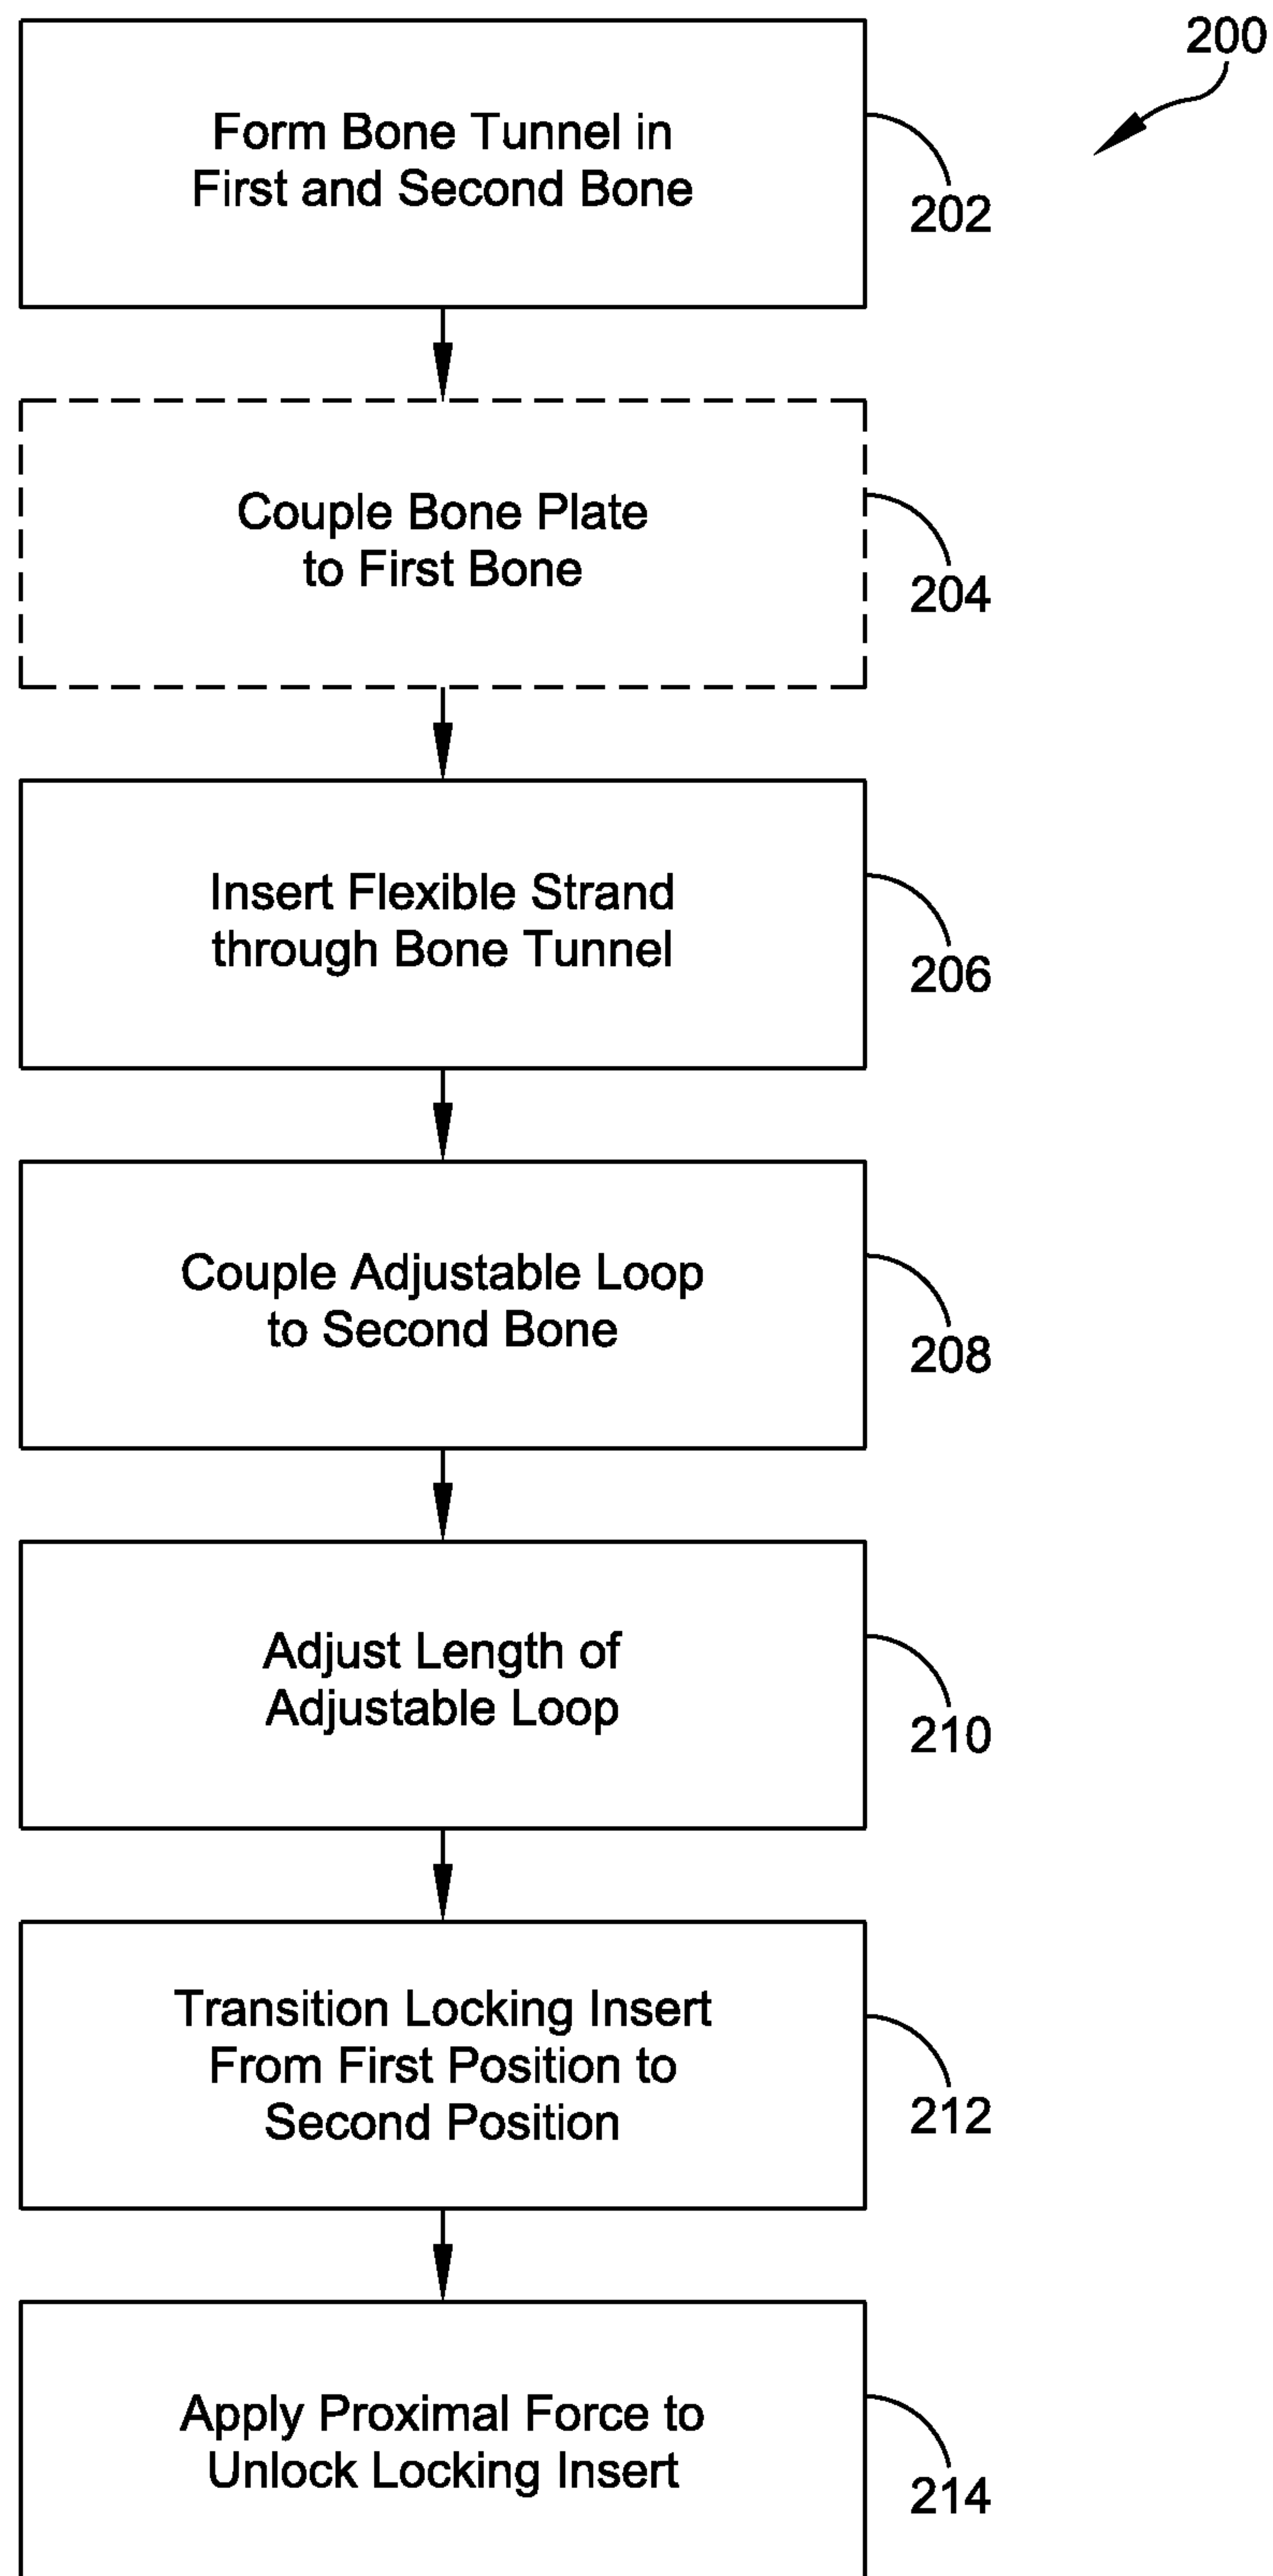 200
Form Bone Tunnel in
First and Second Bone
202
Couple Bone Plate
to First Bone
204
Insert Flexible Strand
through Bone Tunnel
206
Couple Adjustable Loop
to Second Bone
208
Adjust Length of
Adjustable Loop
210
Transition Locking Insert
From First Position to
Second Position
212
Apply Proximal Force to
Unlock Locking Insert
214